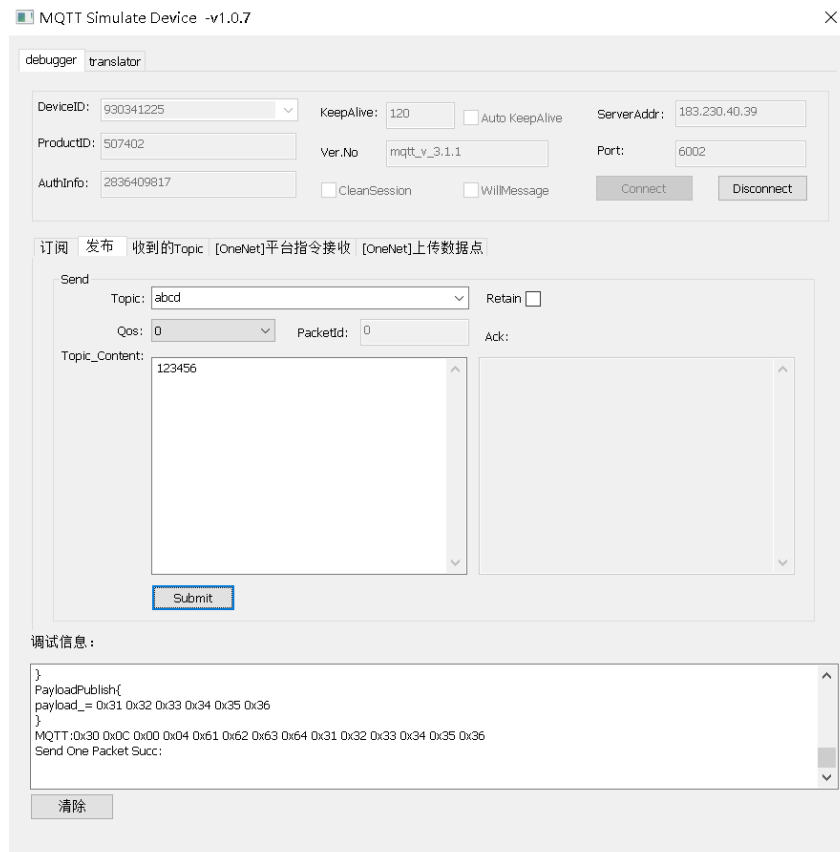 MQTT Simulate Device -v1.0.7
debugger translator
DeviceID: 930341225 KeepAlive: 120 Auto KeepAlive ServerAddr: 183.230.40.39
ProductID: 507402 Ver.No mqtt_v_3.1.1 Port: 6002
AuthInfo: 2836409817 CleanSession WillMessage Connect Disconnect
订阅 发布 收到的Topic [OneNet]平台指令接收 [OneNet]上传数据点
Send
Topic: abcd Retain
Qos: 0 PacketId: 0 Ack:
Topic_Content:
123456
Submit
调试信息：
}
PayloadPublish{
payload_= 0x31 0x32 0x33 0x34 0x35 0x36
}
MQTT:0x30 0x0C 0x00 0x04 0x61 0x62 0x63 0x64 0x31 0x32 0x33 0x34 0x35 0x36
Send One Packet Succ:
清除